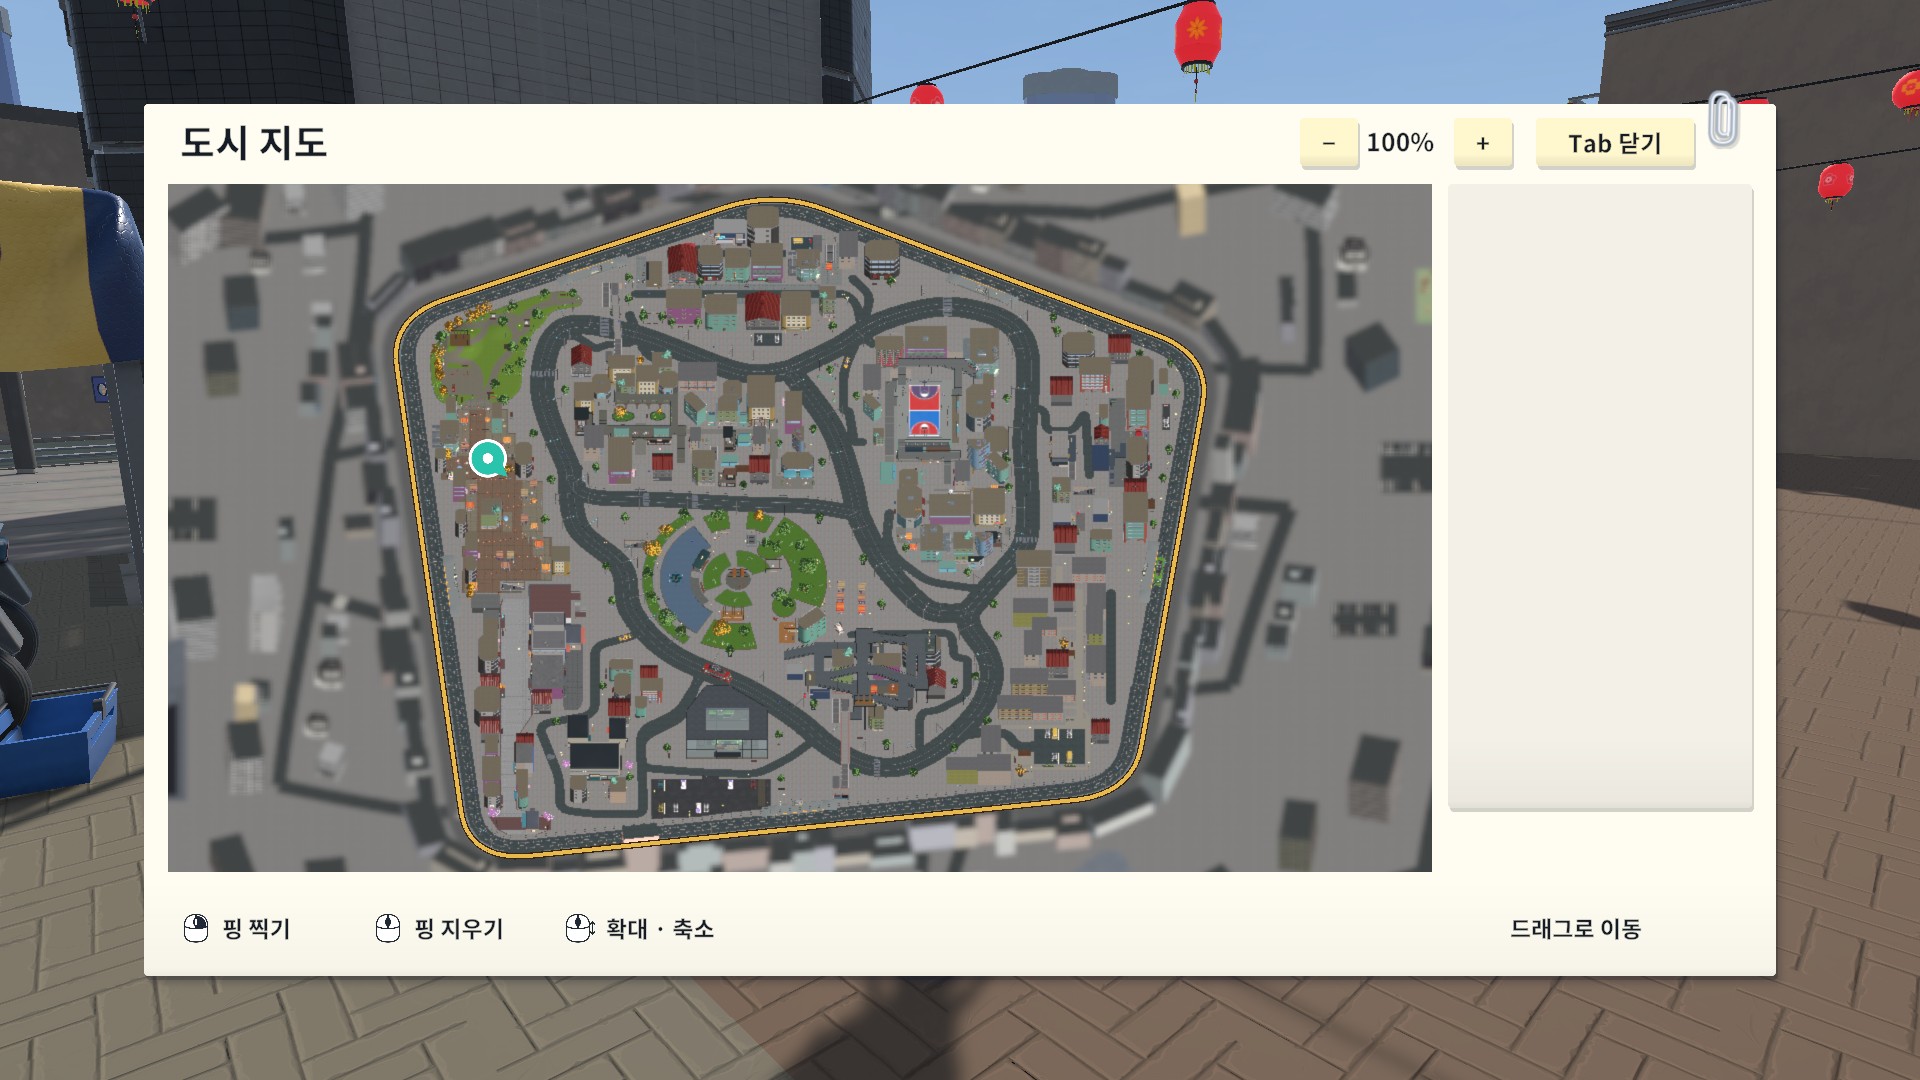 도시 지도
− 100% + Tab 닫기
핑 찍기
핑 지우기
확대 · 축소
드래그로 이동